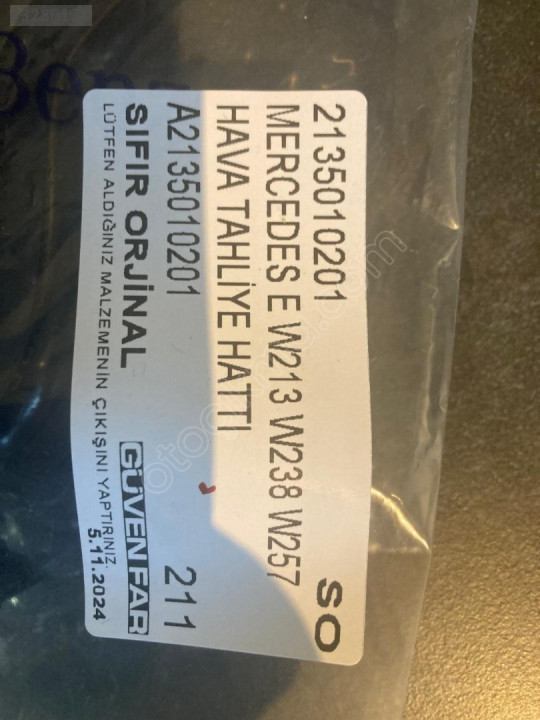 Benz
2135010201 SO
MERCEDES E W213 W238 W257
HAVA TAHLİYE HATTI
A2135010201 211
SIFIR ORJİNAL GÜVENFAR
LÜTFEN ALDIĞINIZ MALZEMENİN ÇIKIŞINI YAPTIRINIZ.
5.11.2024